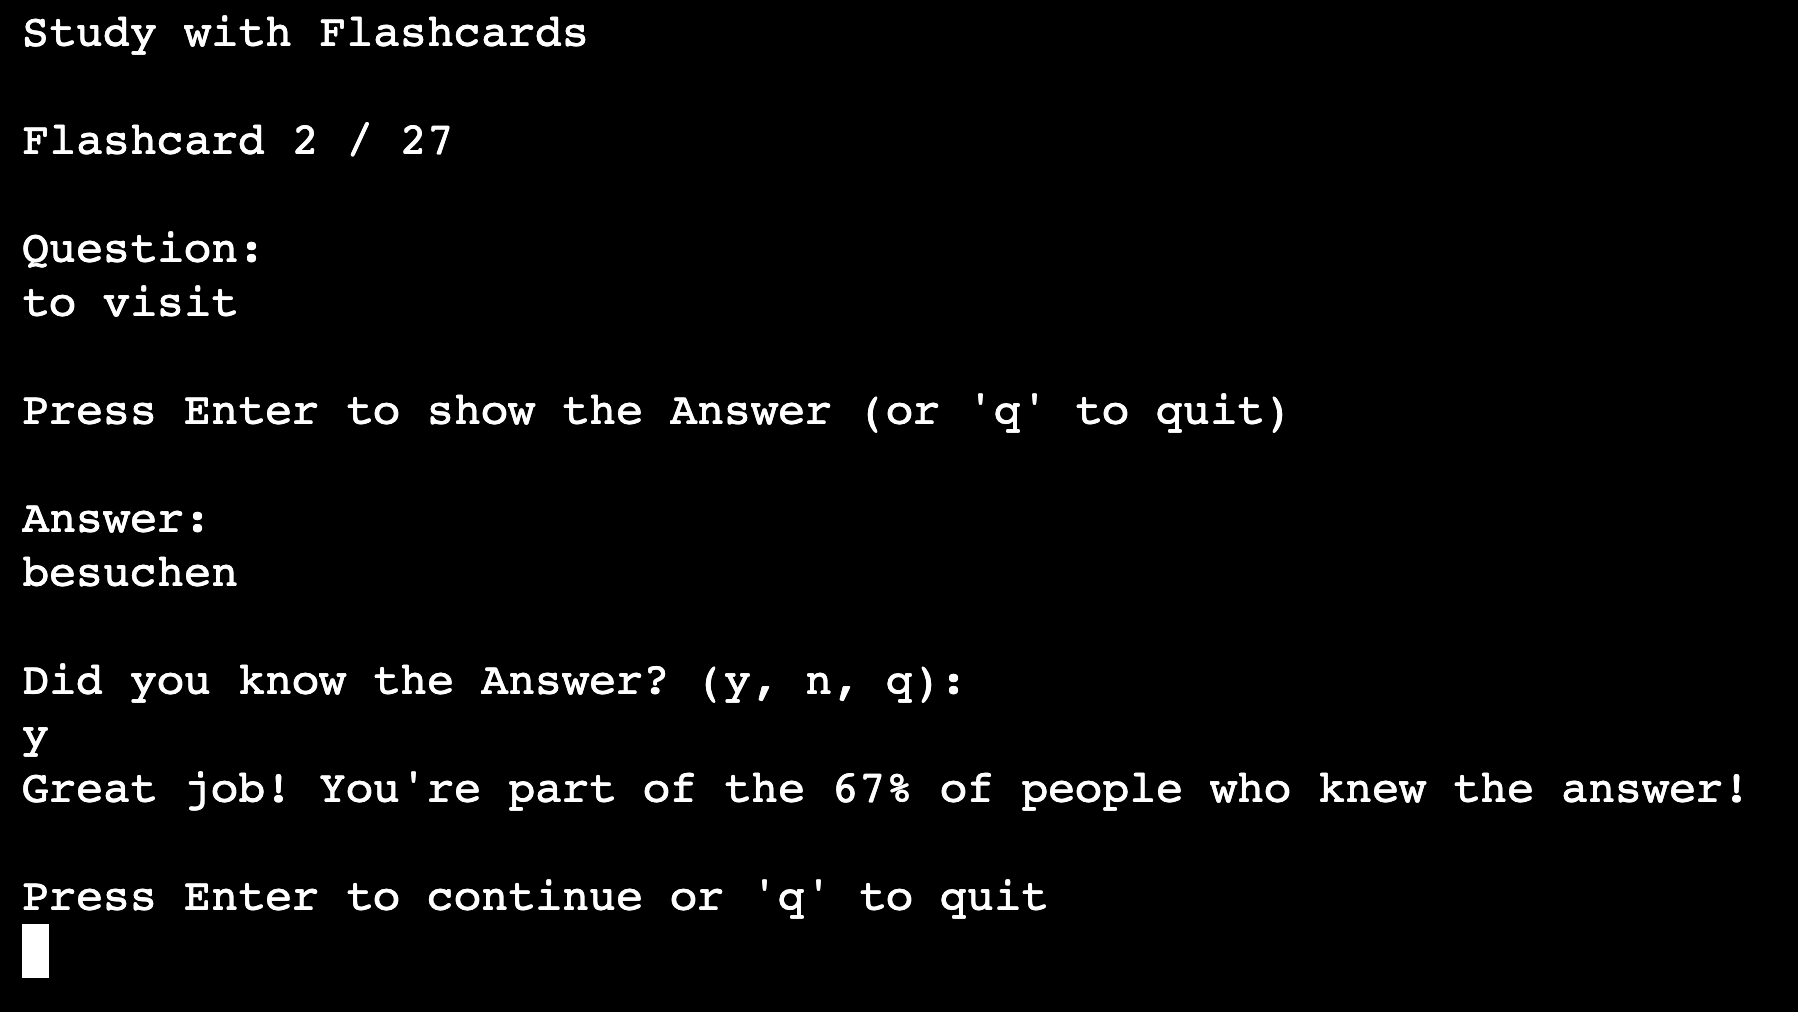 Study with Flashcards
Flashcard 2 / 27
Question:
to visit
Press Enter to show the Answer (or 'q' to quit)
Answer:
besuchen
Did you know the Answer? (y, n, q):
y
Great job! You're part of the 67% of people who knew the answer!
Press Enter to continue or 'q' to quit